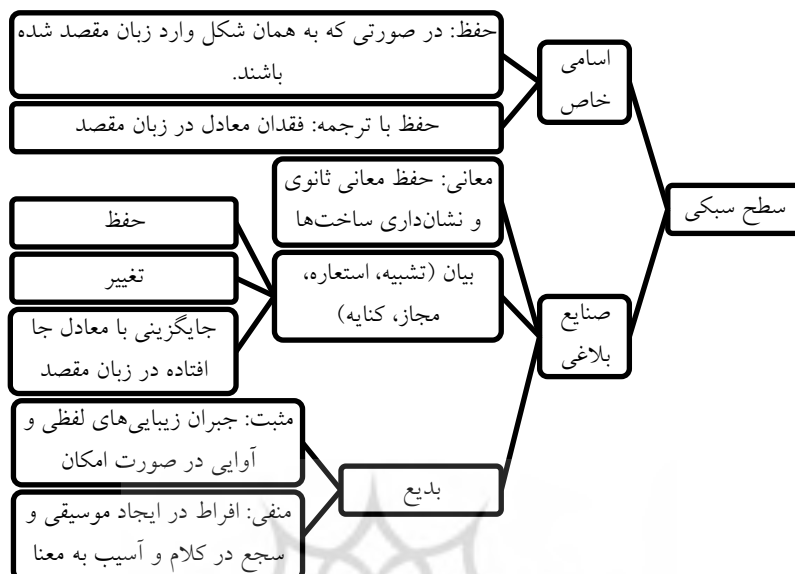 سطح سبکی
اسامی
خاص
حفظ: در صورتی که به همان شکل وارد زبان مقصد شده
باشند.
حفظ با ترجمه: فقدان معادل در زبان مقصد
صنایع
بلاغی
معانی: حفظ معانی ثانوی
و نشان‌داری ساخت‌ها
بیان (تشبیه، استعاره،
مجاز، کنایه)
حفظ
تغییر
جایگزینی با معادل جا
افتاده در زبان مقصد
بدیع
مثبت: جبران زیبایی‌های لفظی و
آوایی در صورت امکان
منفی: افراط در ایجاد موسیقی و
سجع در کلام و آسیب به معنا